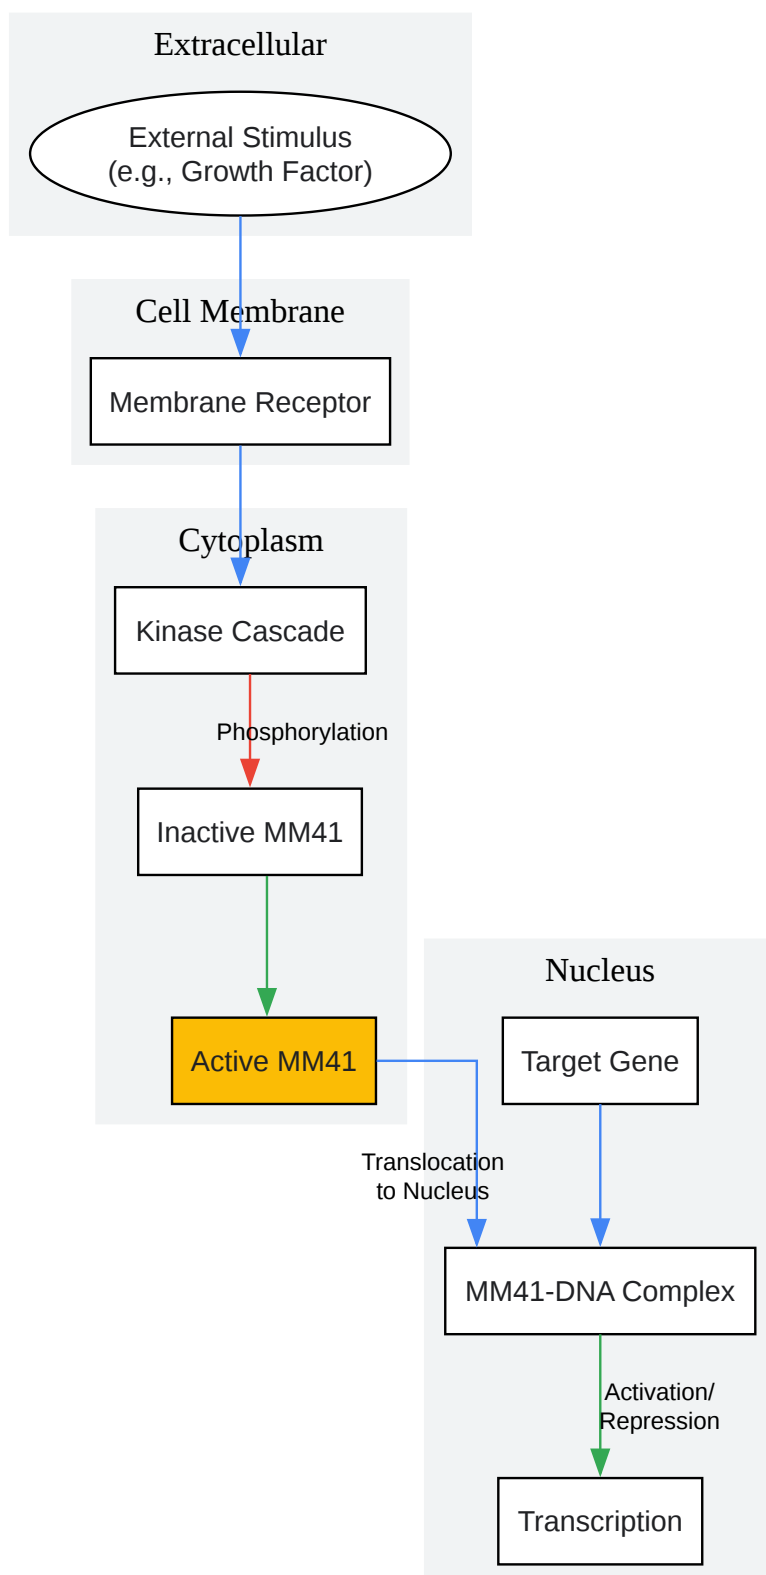 Extracellular
External Stimulus
(e.g., Growth Factor)
Cell Membrane
Membrane Receptor
Cytoplasm
Kinase Cascade
Phosphorylation
Inactive MM41
Nucleus
Active MM41
Target Gene
Translocation
to Nucleus
MM41-DNA Complex
Activation/
Repression
Transcription